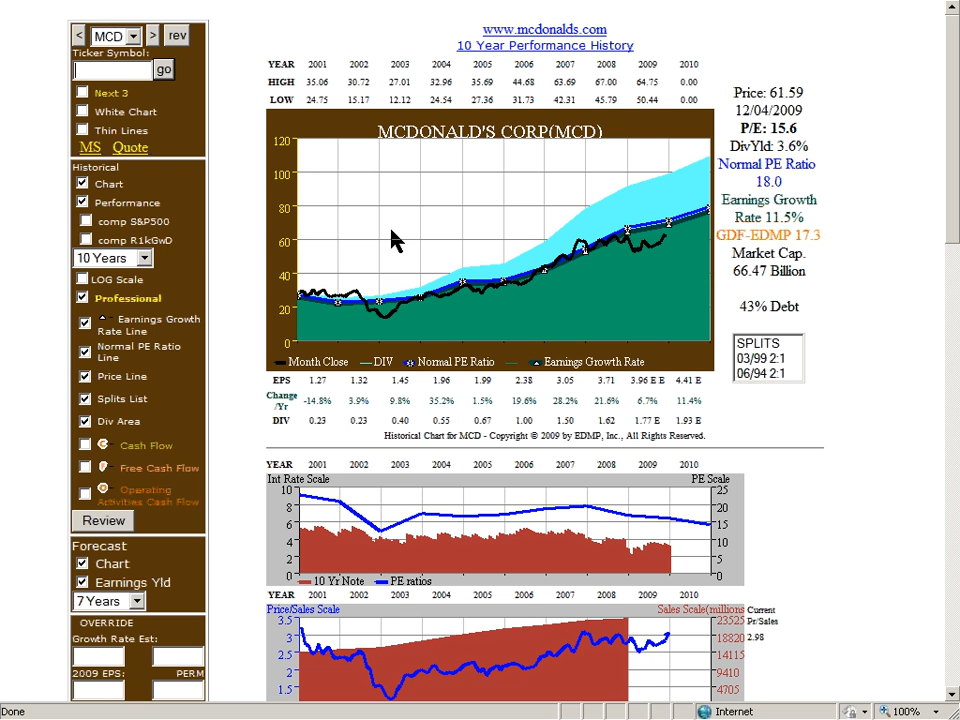 < MCD > rev
Ticker Symbol:
go
Next 3
White Chart
Thin Lines
MS Quote
Historical
Chart
Performance
comp S&P500
comp R1kGwD
10 Years
LOG Scale
Professional
Earnings Growth
Rate Line
Normal PE Ratio
Line
Price Line
Splits List
Div Area
Cash Flow
Free Cash Flow
Operating
Activities Cash Flow
Review
Forecast
Chart
Earnings Yld
7 Years
OVERRIDE
Growth Rate Est:
2009 EPS: PERM
www.mcdonalds.com
10 Year Performance History
YEAR 2001 2002 2003 2004 2005 2006 2007 2008 2009 2010
HIGH 35.06 30.72 27.01 32.96 35.69 44.68 63.69 67.00 64.75 0.00
LOW 24.75 15.17 12.12 24.54 27.36 31.73 42.31 45.79 50.44 0.00
MCDONALD'S CORP(MCD)
120
100
80
60
40
20
0
Month Close DIV Normal PE Ratio Earnings Growth Rate
EPS 1.27 1.32 1.45 1.96 1.99 2.38 3.05 3.71 3.96 E E 4.41 E
Change
/Yr -14.8% 3.9% 9.8% 35.2% 1.5% 19.6% 28.2% 21.6% 6.7% 11.4%
DIV 0.23 0.23 0.40 0.55 0.67 1.00 1.50 1.62 1.77 E 1.93 E
Historical Chart for MCD - Copyright © 2009 by EDMP, Inc., All Rights Reserved.
Price: 61.59
12/04/2009
P/E: 15.6
DivYld: 3.6%
Normal PE Ratio
18.0
Earnings Growth
Rate 11.5%
GDF-EDMP 17.3
Market Cap.
66.47 Billion
43% Debt
SPLITS
03/99 2:1
06/94 2:1
YEAR 2001 2002 2003 2004 2005 2006 2007 2008 2009 2010
Int Rate Scale PE Scale
10 25
8 20
6 15
4 10
2 5
0 0
10 Yr Note PE ratios
YEAR 2001 2002 2003 2004 2005 2006 2007 2008 2009 2010
Price/Sales Scale Sales Scale(millions
3.5 23525
3 18820
2.5 14115
2 9410
1.5 4705
Current
Pr/Sales
2.98
Done Internet 100%